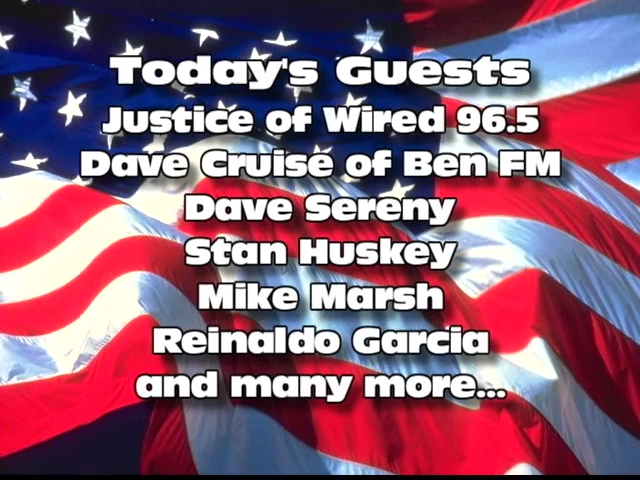 Today's Guests
Justice of Wired 96.5
Dave Cruise of Ben FM
Dave Sereny
Stan Huskey
Mike Marsh
Reinaldo Garcia
and many more...